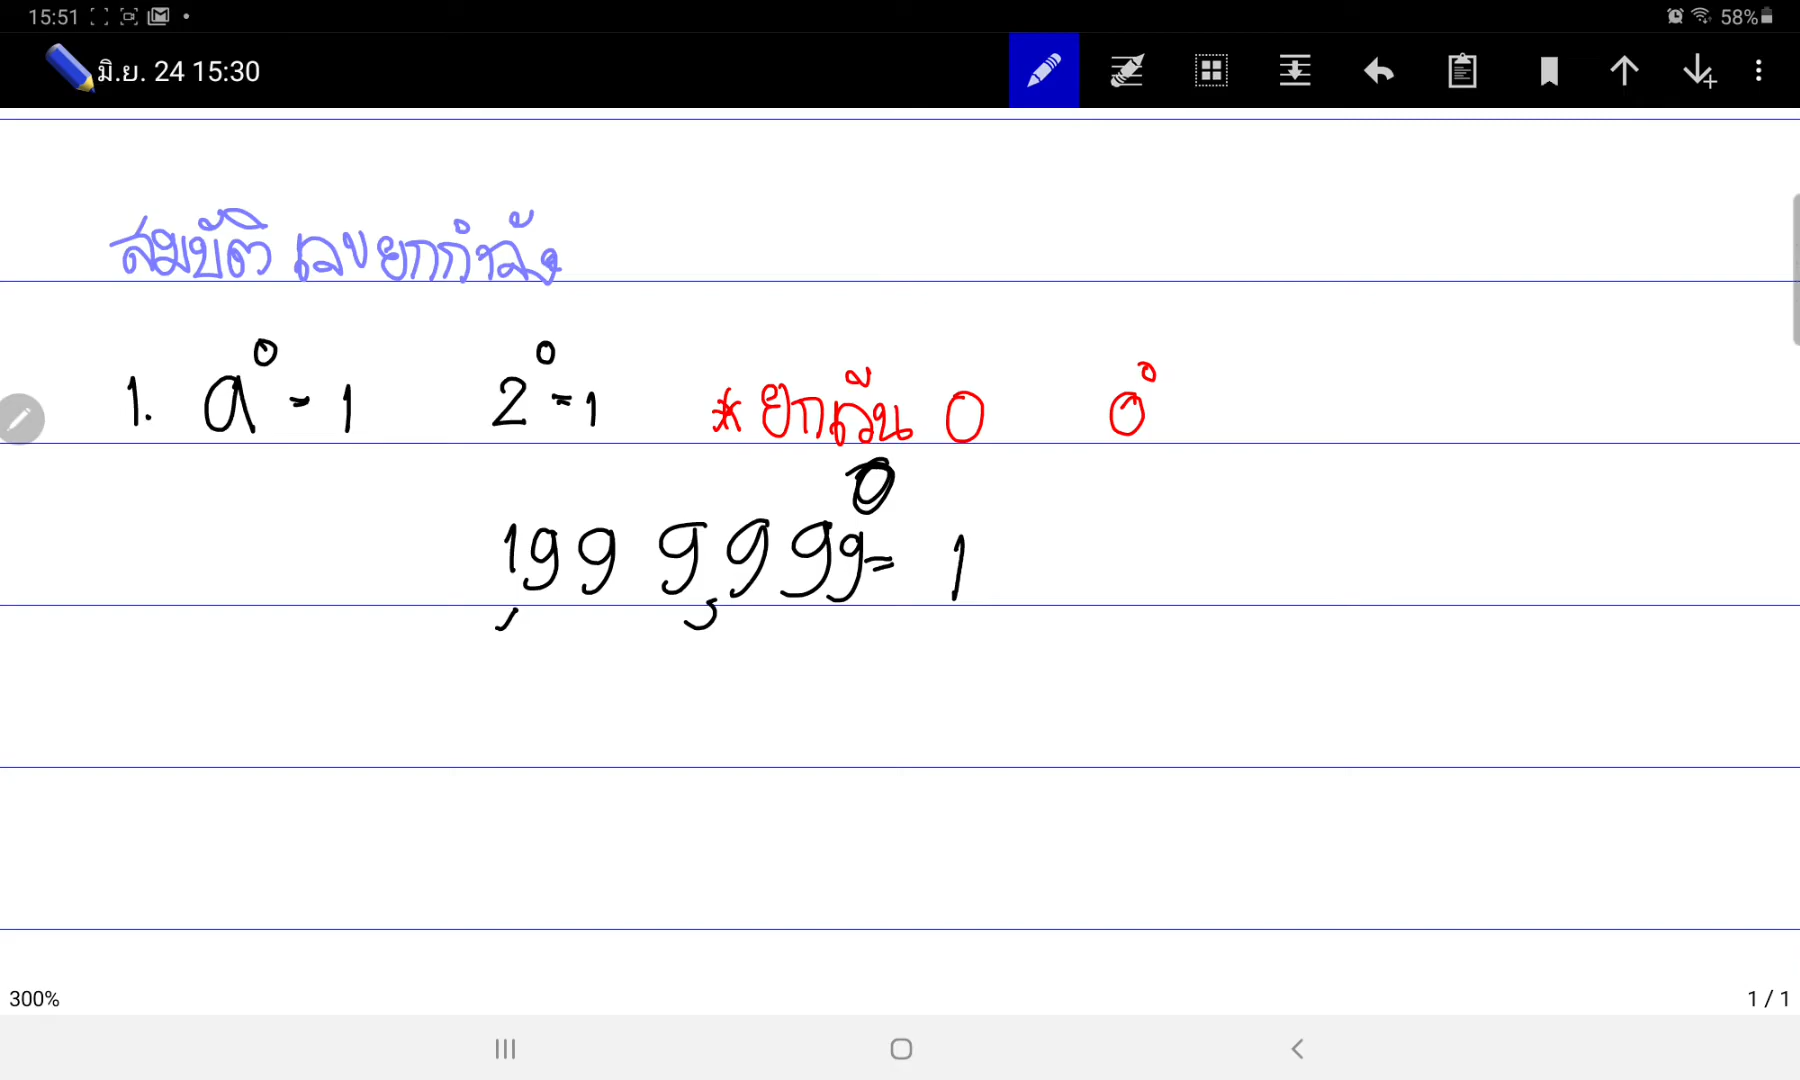 15:51 58%
มิ.ย. 24 15:30
สมบัติ เลขยกกำลัง
1. a⁰ = 1 2⁰ = 1 *ยกเว้น 0 0⁰
1,999,999⁰ = 1
300% 1 / 1